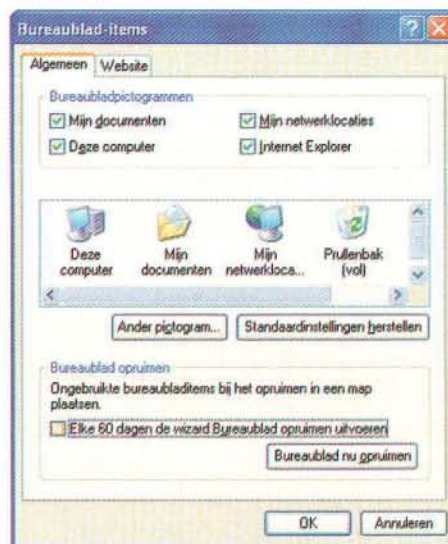 Bureaublad-items
Algemeen Website
Bureaubladpictogrammen
Mijn documenten Mijn netwerklocaties
Deze computer Internet Explorer
Deze computer
Mijn documenten
Mijn netwerkloca...
Prullenbak (vol)
Ander pictogram... Standaardinstellingen herstellen
Bureaublad opruimen
Ongebruikte bureaubladitems bij het opruimen in een map
plaatsen.
Elke 60 dagen de wizard Bureaublad opruimen uitvoeren
Bureaublad nu opruimen
OK Annuleren